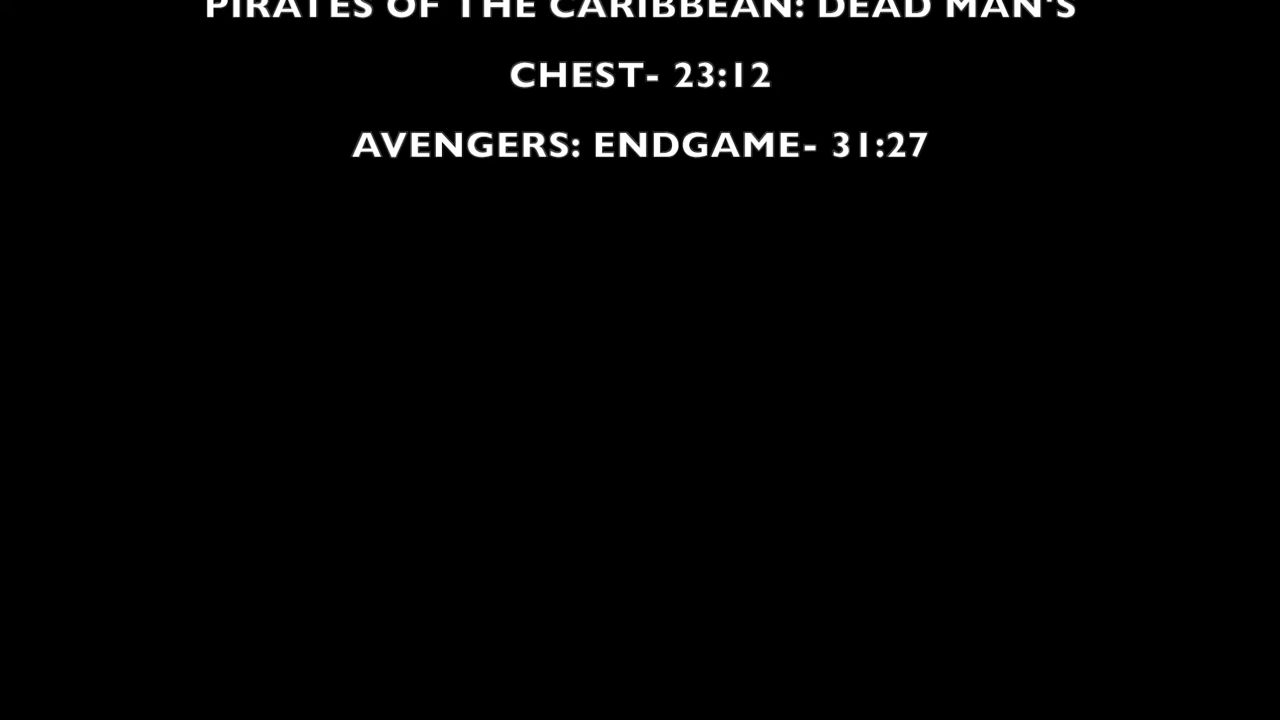 PIRATES OF THE CARIBBEAN: DEAD MAN'S
CHEST- 23:12
AVENGERS: ENDGAME- 31:27